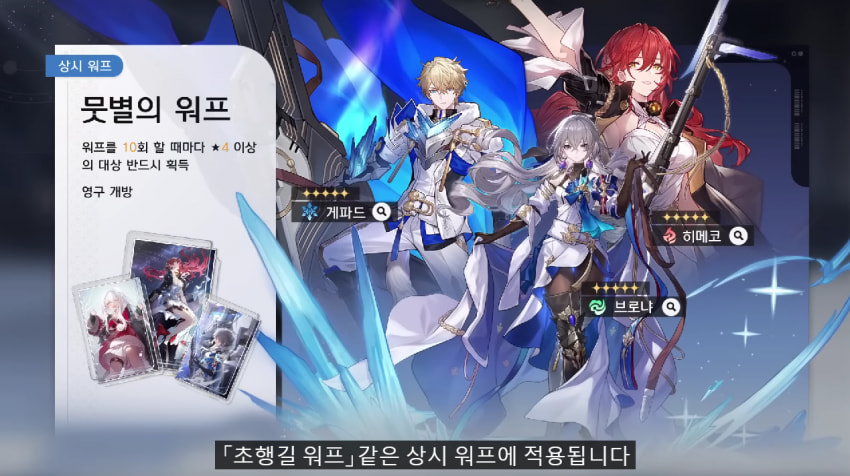 상시 워프
뭇별의 워프
워프를 10회 할 때마다 ★4 이상
의 대상 반드시 획득
영구 개방
게파드
히메코
브로냐
「초행길 워프」같은 상시 워프에 적용됩니다